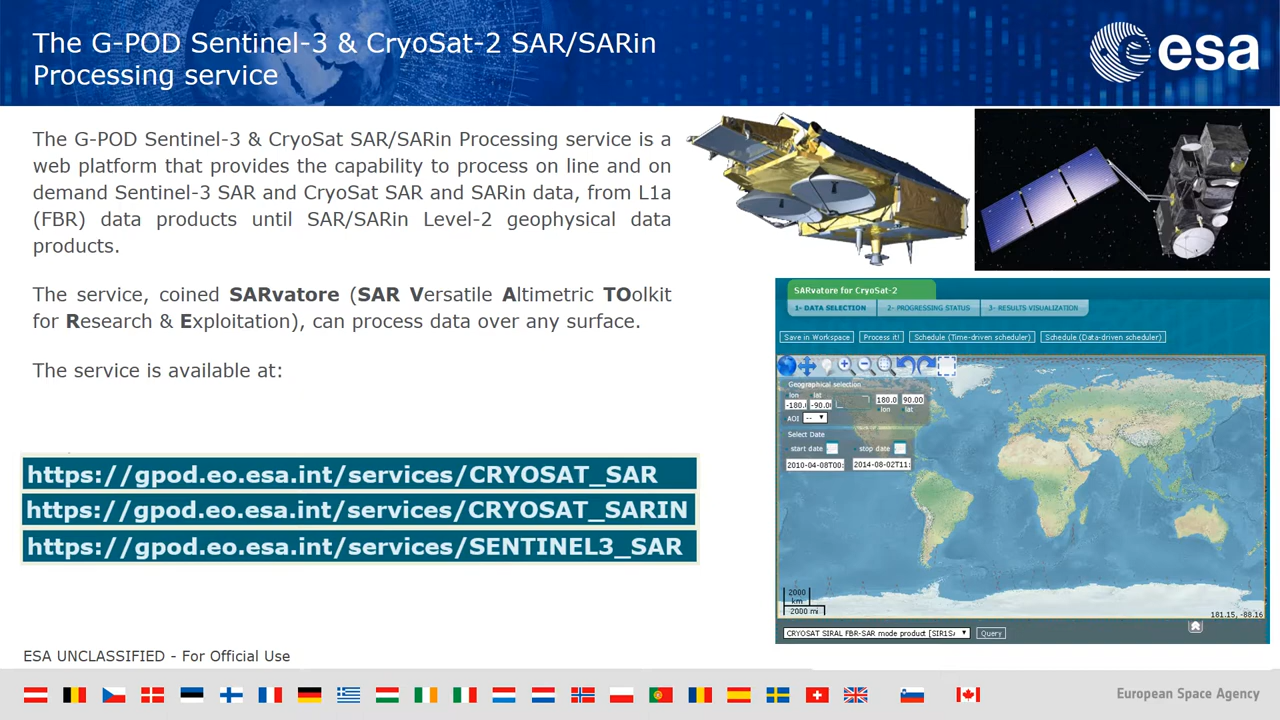 The G-POD Sentinel-3 & CryoSat-2 SAR/SARin
Processing service
esa
The G-POD Sentinel-3 & CryoSat SAR/SARin Processing service is a
web platform that provides the capability to process on line and on
demand Sentinel-3 SAR and CryoSat SAR and SARin data, from L1a
(FBR) data products until SAR/SARin Level-2 geophysical data
products.
The service, coined SARvatore (SAR Versatile Altimetric TOolkit
for Research & Exploitation), can process data over any surface.
The service is available at:
https://gpod.eo.esa.int/services/CRYOSAT_SAR
https://gpod.eo.esa.int/services/CRYOSAT_SARIN
https://gpod.eo.esa.int/services/SENTINEL3_SAR
SARvatore for CryoSat-2
1- DATA SELECTION 2- PROGRESSING STATUS 3- RESULTS VISUALIZATION
Save in Workspace Process it! Schedule (Time-driven scheduler) Schedule (Data-driven scheduler)
Geographical selection
lon lat
-180.( -90.0( 180.0 90.00
lon lat
AOI --
Select Date
start date stop date
2010-04-08T00: 2014-08-02T11:
2000
km
2000 mi
181.15, -88.16
CRYOSAT SIRAL FBR-SAR mode product [SIR1S/ Query
ESA UNCLASSIFIED - For Official Use
European Space Agency